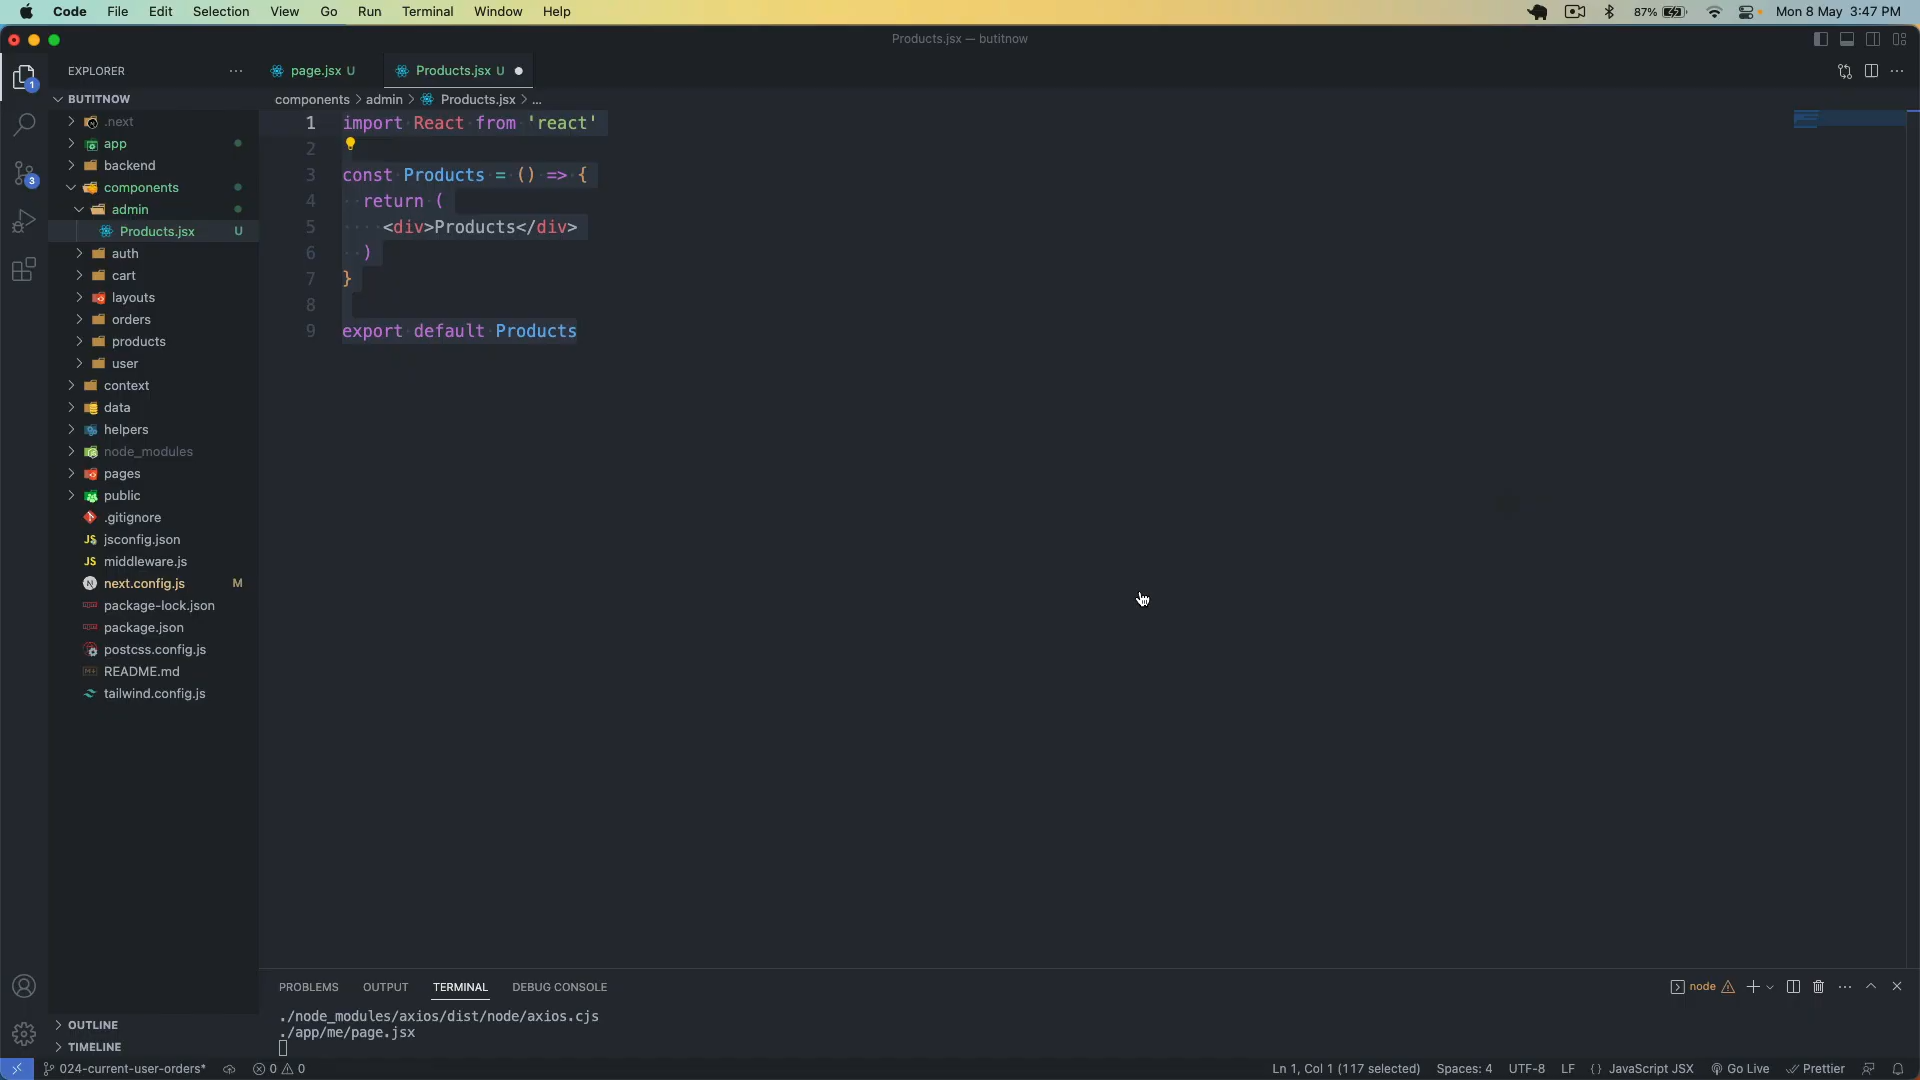 Code File Edit Selection View Go Run Terminal Window Help 87% Mon 8 May 3:47 PM
Products.jsx — butitnow
EXPLORER
page.jsx U
Products.jsx U
BUTITNOW
components > admin > Products.jsx > ...
.next
app
backend
components
admin
Products.jsx U
auth
cart
layouts
orders
products
user
context
data
helpers
node_modules
pages
public
.gitignore
JS jsconfig.json
JS middleware.js
N next.config.js M
package-lock.json
package.json
postcss.config.js
README.md
tailwind.config.js
OUTLINE
TIMELINE
1 import React from 'react'
2
3 const Products = () => {
4 return (
5 <div>Products</div>
6 )
7 }
8
9 export default Products
PROBLEMS OUTPUT TERMINAL DEBUG CONSOLE
node
./node_modules/axios/dist/node/axios.cjs
./app/me/page.jsx
1
3
024-current-user-orders* 0 0 Ln 1, Col 1 (117 selected) Spaces: 4 UTF-8 LF {} JavaScript JSX Go Live Prettier